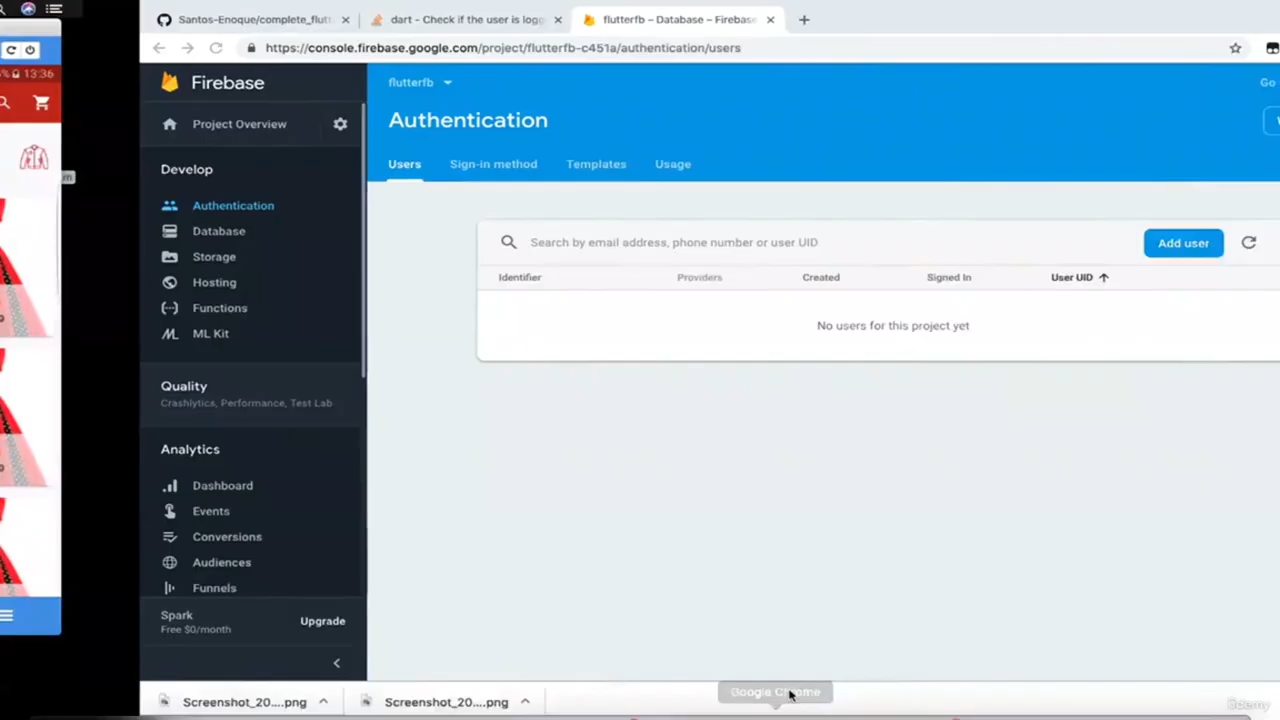 Santos-Enoque/complete_flutt
dart - Check if the user is logg
flutterfb – Database – Firebase
https://console.firebase.google.com/project/flutterfb-c451a/authentication/users
13:36
Firebase
flutterfb
Go
Project Overview
Authentication
Develop
Users
Sign-in method
Templates
Usage
Authentication
Database
Storage
Hosting
Functions
ML Kit
Search by email address, phone number or user UID
Add user
Identifier
Providers
Created
Signed In
User UID
No users for this project yet
Quality
Crashlytics, Performance, Test Lab
Analytics
Dashboard
Events
Conversions
Audiences
Funnels
Spark
Free $0/month
Upgrade
Screenshot_20....png
Screenshot_20....png
Google Chrome
Udemy